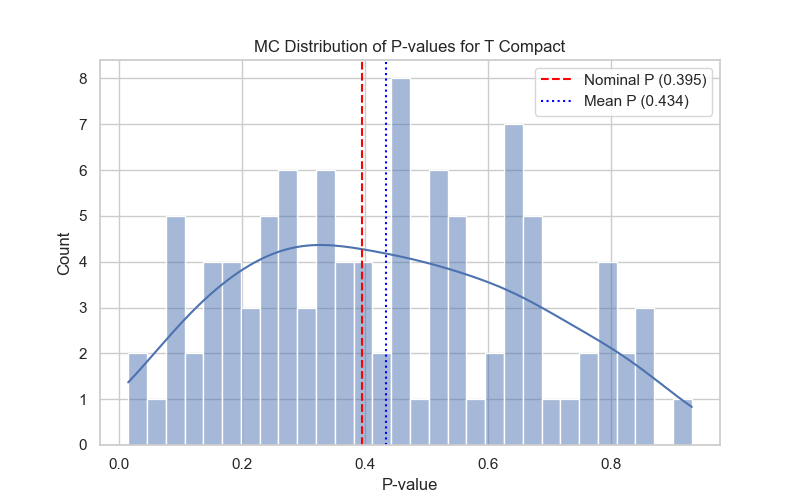 MC Distribution of P-values for T Compact
Nominal P (0.395)
Mean P (0.434)
8
7
6
5
4
3
2
1
0
Count
0.0 0.2 0.4 0.6 0.8
P-value